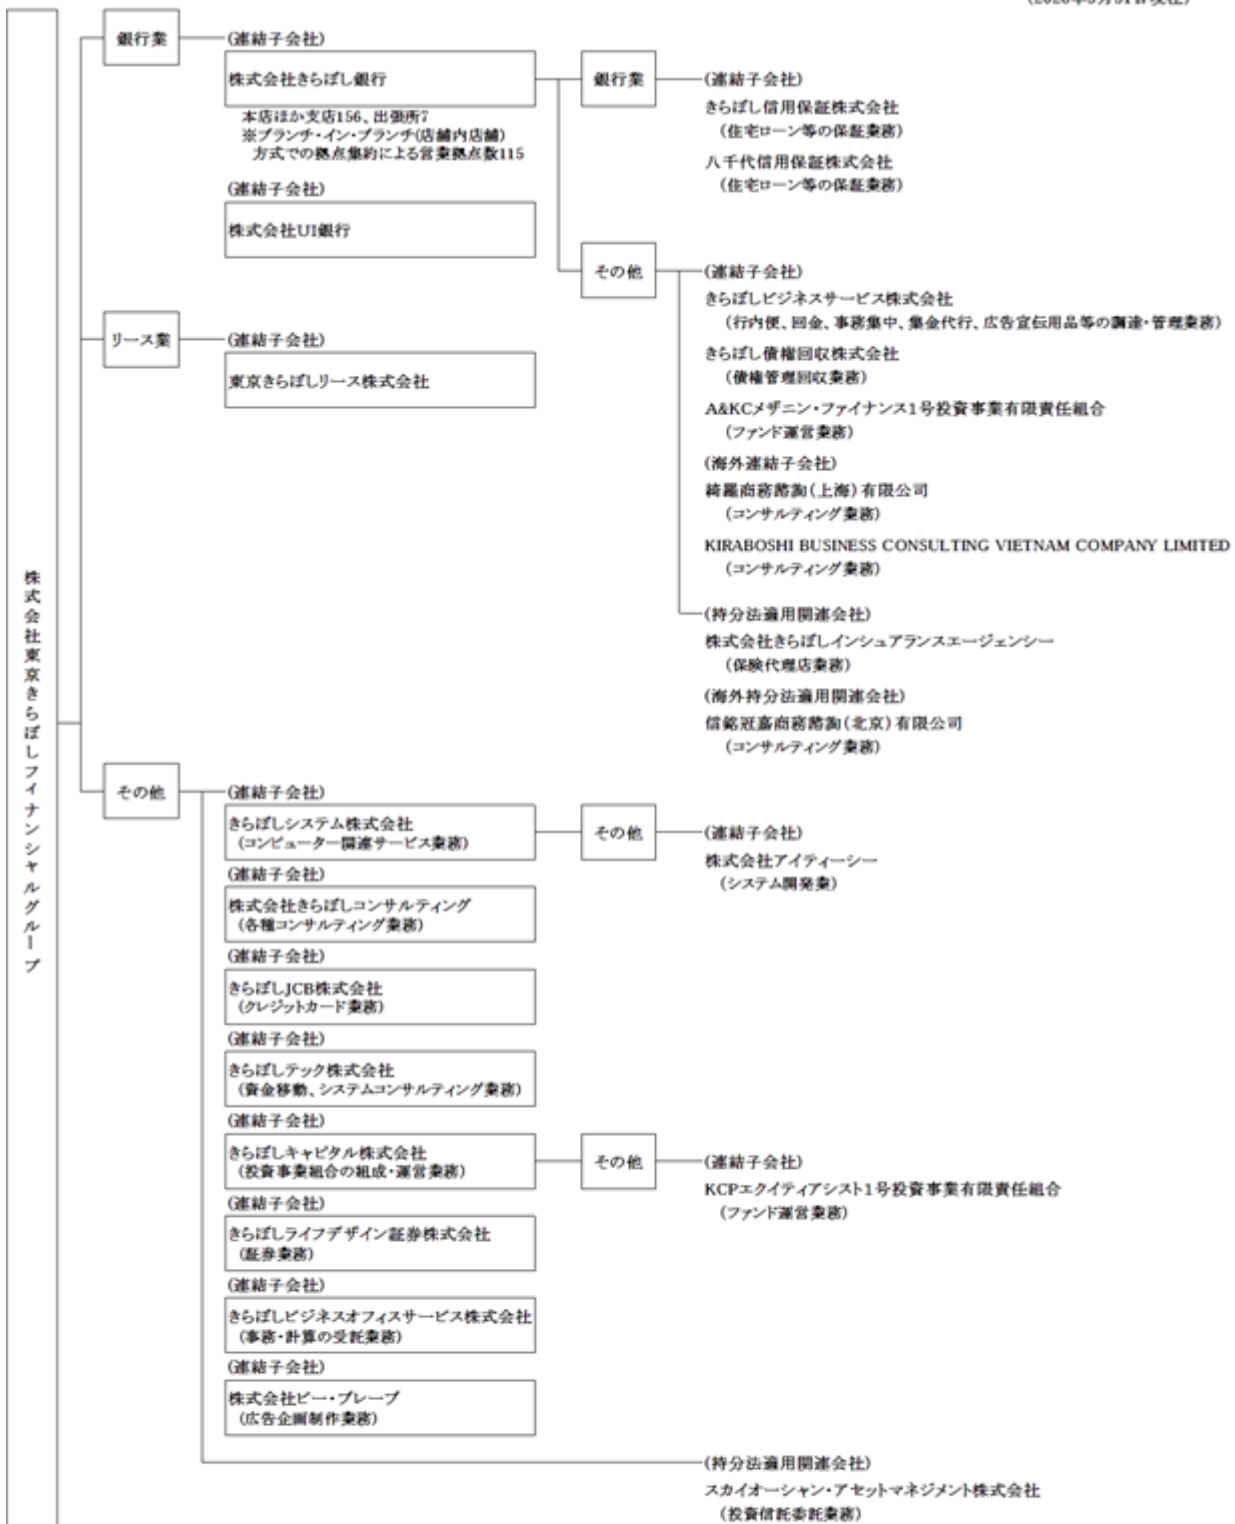 銀行業
(連結子会社)
株式会社きらぼし銀行
本店ほか支店156、出張所7
※ブランチ・イン・ブランチ(店舗内店舗)
方式での拠点集約による営業拠点数115
銀行業
(連結子会社)
きらぼし信用保証株式会社
(住宅ローン等の保証業務)
八千代信用保証株式会社
(住宅ローン等の保証業務)
(連結子会社)
株式会社UI銀行
その他
(連結子会社)
きらぼしビジネスサービス株式会社
(行内便、回金、事務集中、集金代行、広告宣伝用品等の調達・管理業務)
きらぼし債権回収株式会社
(債権管理回収業務)
A&KCメザニン・ファイナンス1号投資事業有限責任組合
(ファンド運営業務)
(海外連結子会社)
綺羅商務諮詢(上海)有限公司
(コンサルティング業務)
KIRABOSHI BUSINESS CONSULTING VIETNAM COMPANY LIMITED
(コンサルティング業務)
(持分法適用関連会社)
株式会社きらぼしインシュアランスエージェンシー
(保険代理店業務)
(海外持分法適用関連会社)
信銘冠嘉商務諮詢(北京)有限公司
(コンサルティング業務)
リース業
(連結子会社)
東京きらぼしリース株式会社
株式会社東京きらぼしフィナンシャルグループ
その他
(連結子会社)
きらぼしシステム株式会社
(コンピューター関連サービス業務)
その他
(連結子会社)
株式会社アイティーシー
(システム開発業)
(連結子会社)
株式会社きらぼしコンサルティング
(各種コンサルティング業務)
(連結子会社)
きらぼしJCB株式会社
(クレジットカード業務)
(連結子会社)
きらぼしテック株式会社
(資金移動、システムコンサルティング業務)
(連結子会社)
きらぼしキャピタル株式会社
(投資事業組合の組成・運営業務)
その他
(連結子会社)
KCPエクイティアシスト1号投資事業有限責任組合
(ファンド運営業務)
(連結子会社)
きらぼしライフデザイン証券株式会社
(証券業務)
(連結子会社)
きらぼしビジネスオフィスサービス株式会社
(事務・計算の受託業務)
(連結子会社)
株式会社ビー・ブレーブ
(広告企画制作業務)
(持分法適用関連会社)
スカイオーシャン・アセットマネジメント株式会社
(投資信託委託業務)